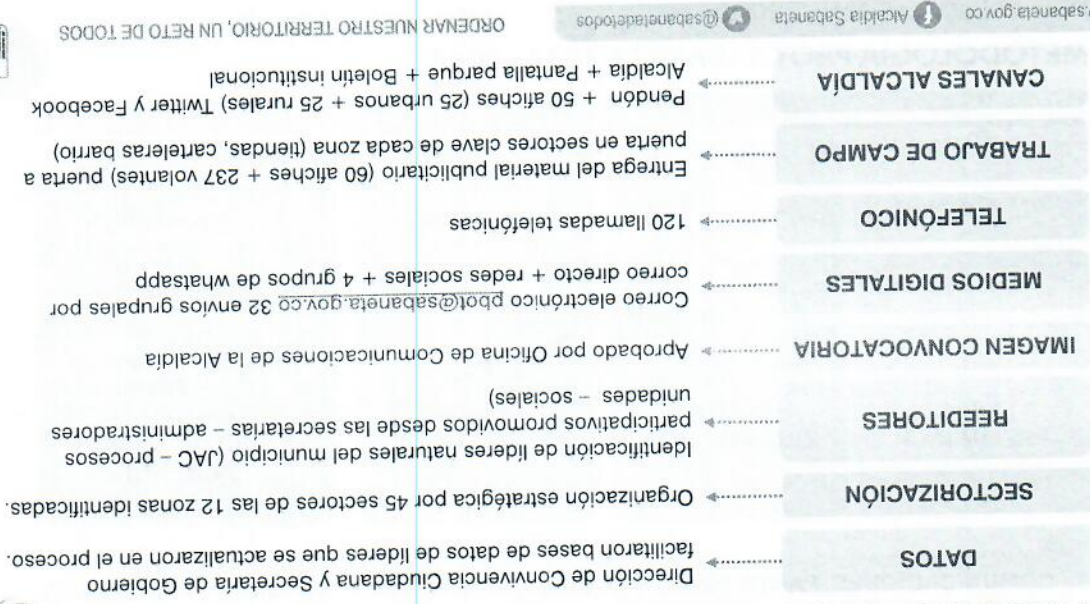 DATOS
Dirección de Convivencia Ciudadana y Secretaría de Gobierno
facilitaron bases de datos de líderes que se actualizaron en el proceso.
SECTORIZACIÓN
Organización estratégica por 45 sectores de las 12 zonas identificadas.
REEDITORES
Identificación de líderes naturales del municipio (JAC – procesos
participativos promovidos desde las secretarías – administradores
unidades – sociales)
IMAGEN CONVOCATORIA
Aprobado por Oficina de Comunicaciones de la Alcaldía
MEDIOS DIGITALES
Correo electrónico pbot@sabaneta.gov.co 32 envíos grupales por
correo directo + redes sociales + 4 grupos de whatsapp
TELEFÓNICO
120 llamadas telefónicas
TRABAJO DE CAMPO
Entrega del material publicitario (60 afiches + 237 volantes) puerta a
puerta en sectores clave de cada zona (tiendas, carteleras barrio)
CANALES ALCALDÍA
Pendón + 50 afiches (25 urbanos + 25 rurales) Twitter y Facebook
Alcaldía + Pantalla parque + Boletín institucional
.sabaneta.gov.co Alcaldía Sabaneta @sabanetadetodos
ORDENAR NUESTRO TERRITORIO, UN RETO DE TODOS